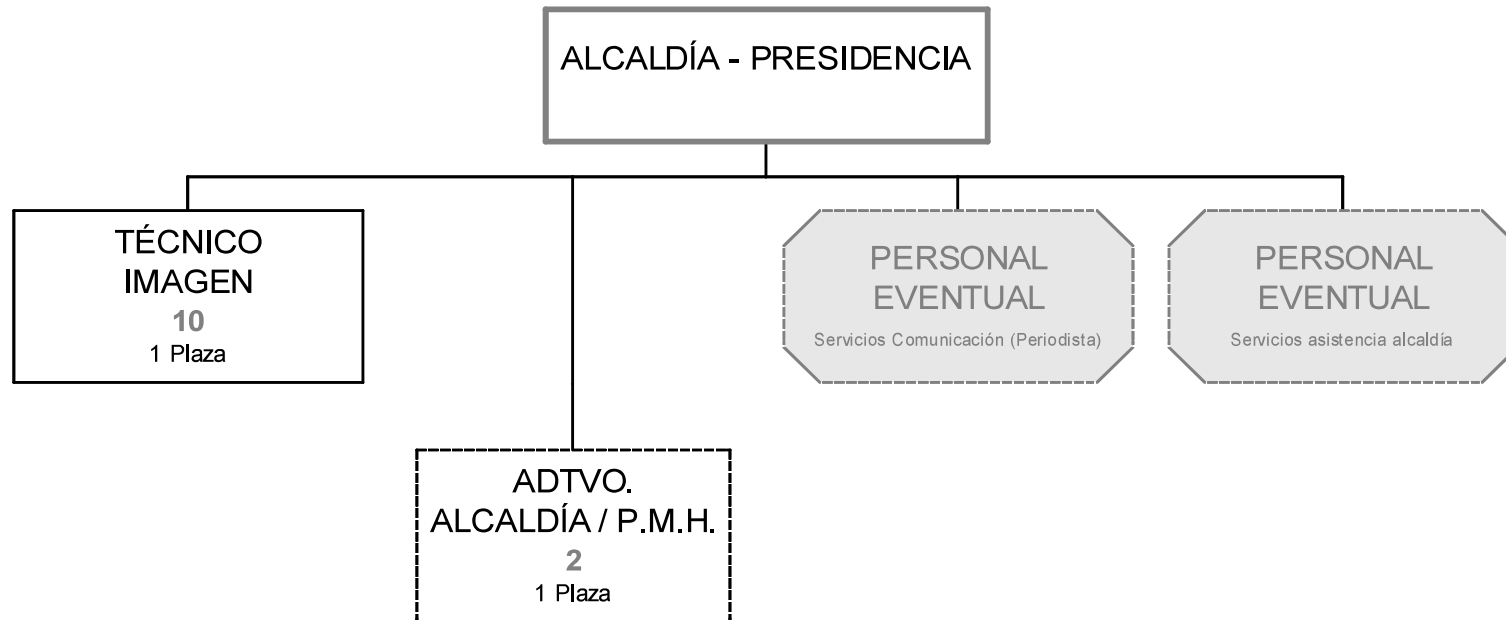 ALCALDÍA - PRESIDENCIA
TÉCNICO
IMAGEN
10
1 Plaza
PERSONAL
EVENTUAL
Servicios Comunicación (Periodista)
PERSONAL
EVENTUAL
Servicios asistencia alcaldía
ADTVO.
ALCALDÍA / P.M.H.
2
1 Plaza